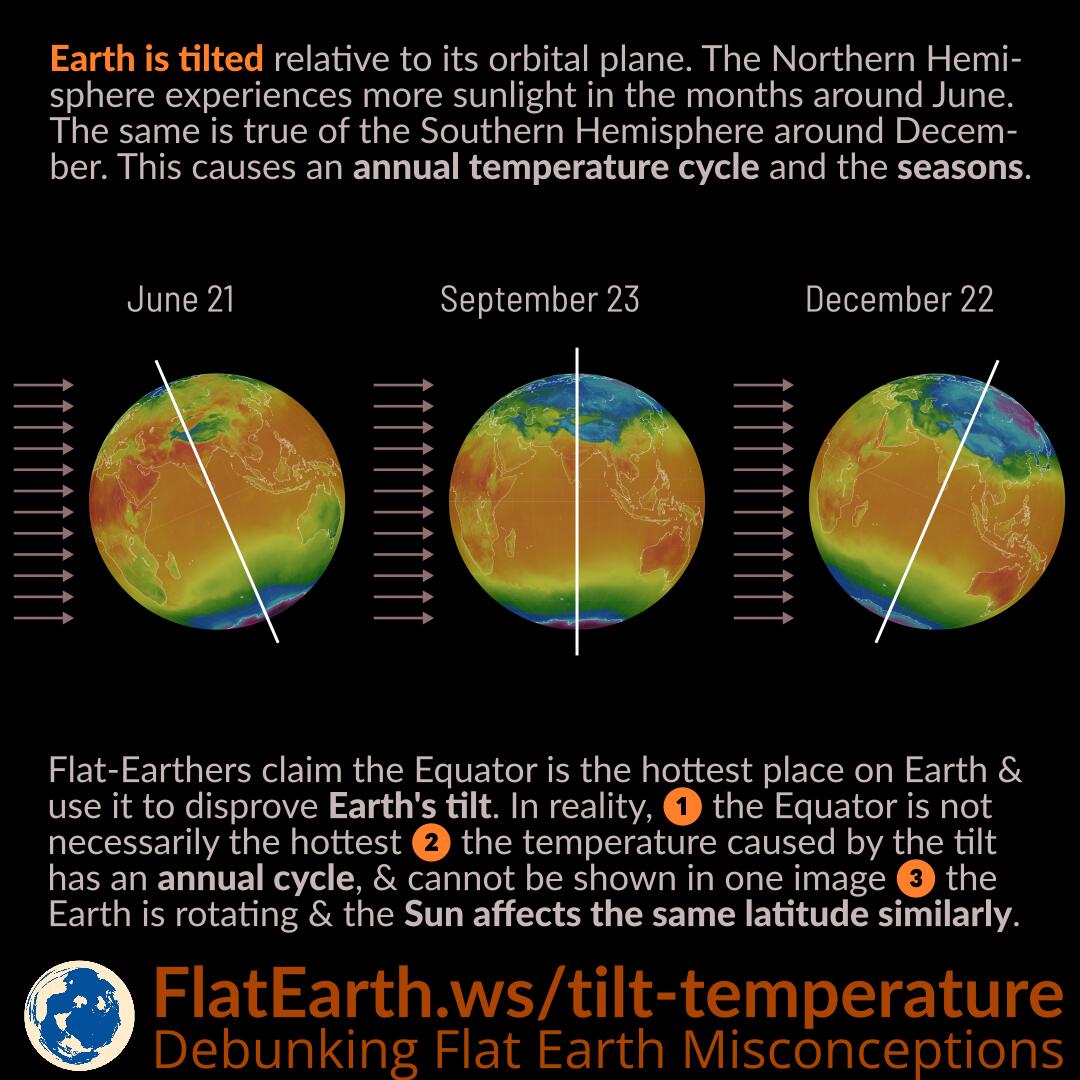 Earth is tilted relative to its orbital plane. The Northern Hemi-
sphere experiences more sunlight in the months around June.
The same is true of the Southern Hemisphere around Decem-
ber. This causes an annual temperature cycle and the seasons.
June 21
September 23
December 22
Flat-Earthers claim the Equator is the hottest place on Earth &
use it to disprove Earth's tilt. In reality, 1 the Equator is not
necessarily the hottest 2 the temperature caused by the tilt
has an annual cycle, & cannot be shown in one image 3 the
Earth is rotating & the Sun affects the same latitude similarly.
FlatEarth.ws/tilt-temperature
Debunking Flat Earth Misconceptions